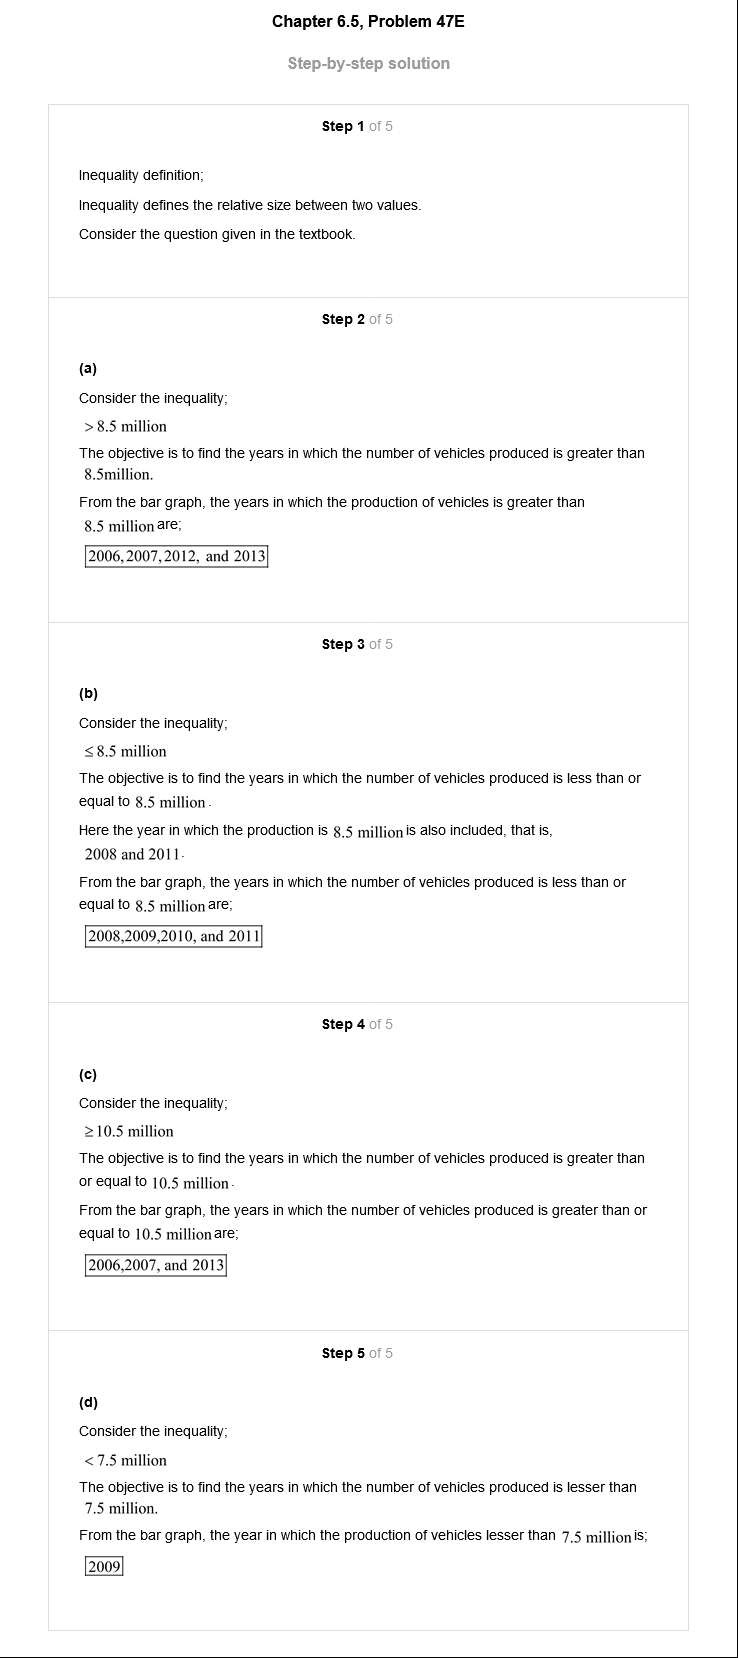 Chapter 6.5, Problem 47E
Step-by-step solution
Step 1 of 5
Inequality definition;
Inequality defines the relative size between two values.
Consider the question given in the textbook.
Step 2 of 5
(a)
Consider the inequality;
> 8.5 million
The objective is to find the years in which the number of vehicles produced is greater than
8.5million.
From the bar graph, the years in which the production of vehicles is greater than
8.5 million are;
2006,2007,2012, and 2013
Step 3 of 5
(b)
Consider the inequality;
≤ 8.5 million
The objective is to find the years in which the number of vehicles produced is less than or
equal to 8.5 million.
Here the year in which the production is 8.5 million is also included, that is,
2008 and 2011.
From the bar graph, the years in which the number of vehicles produced is less than or
equal to 8.5 million are;
2008,2009,2010, and 2011
Step 4 of 5
(c)
Consider the inequality;
≥ 10.5 million
The objective is to find the years in which the number of vehicles produced is greater than
or equal to 10.5 million.
From the bar graph, the years in which the number of vehicles produced is greater than or
equal to 10.5 million are;
2006,2007, and 2013
Step 5 of 5
(d)
Consider the inequality;
< 7.5 million
The objective is to find the years in which the number of vehicles produced is lesser than
7.5 million.
From the bar graph, the year in which the production of vehicles lesser than 7.5 million is;
2009